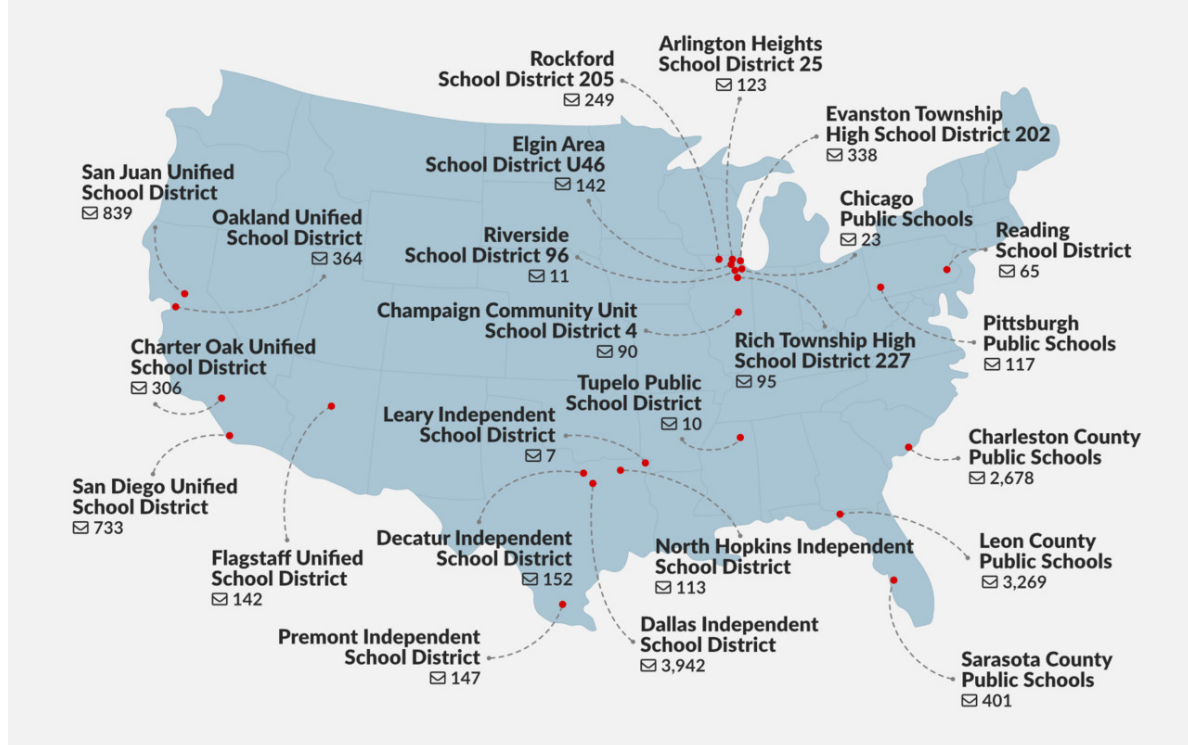 Rockford
School District 205
249
Arlington Heights
School District 25
123
Evanston Township
High School District 202
338
Elgin Area
School District U46
142
San Juan Unified
School District
839
Oakland Unified
School District
364
Riverside
School District 96
11
Chicago
Public Schools
23
Reading
School District
65
Champaign Community Unit
School District 4
90
Rich Township High
School District 227
95
Pittsburgh
Public Schools
117
Charter Oak Unified
School District
306
Tupelo Public
School District
10
Leary Independent
School District
7
Charleston County
Public Schools
2,678
San Diego Unified
School District
733
Flagstaff Unified
School District
142
Decatur Independent
School District
152
North Hopkins Independent
School District
113
Leon County
Public Schools
3,269
Premont Independent
School District
147
Dallas Independent
School District
3,942
Sarasota County
Public Schools
401